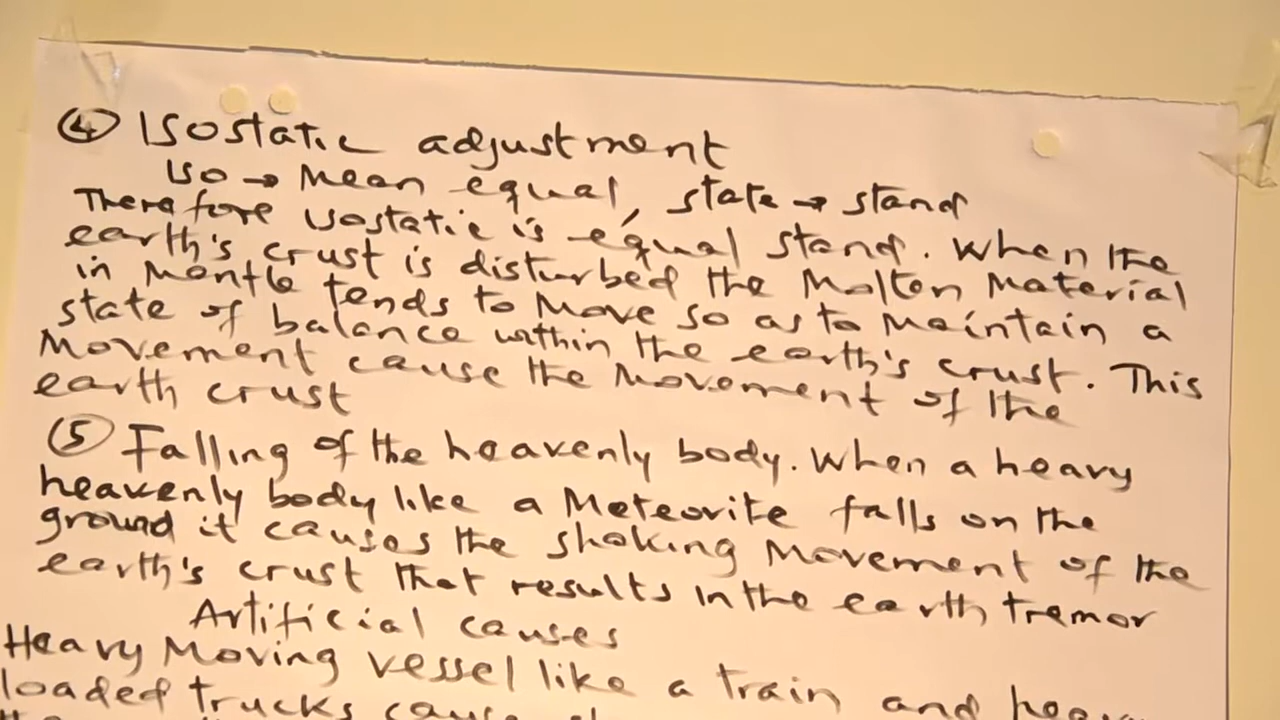 ④ Isostatic adjustment
Iso → Mean equal, state → stand
Therefore isostatic is equal stand. When the
earth's crust is disturbed the Molten Material
in Mantle tends to Move so as to Maintain a
state of balance within the earth's crust. This
Movement cause the Movement of the
earth crust
⑤ Falling of the heavenly body. When a heavy
heavenly body like a Meteorite falls on the
ground it causes the shaking Movement of the
earth's crust that results in the earth tremor
Artificial causes
Heavy Moving vessel like a train and heavy
loaded trucks cause